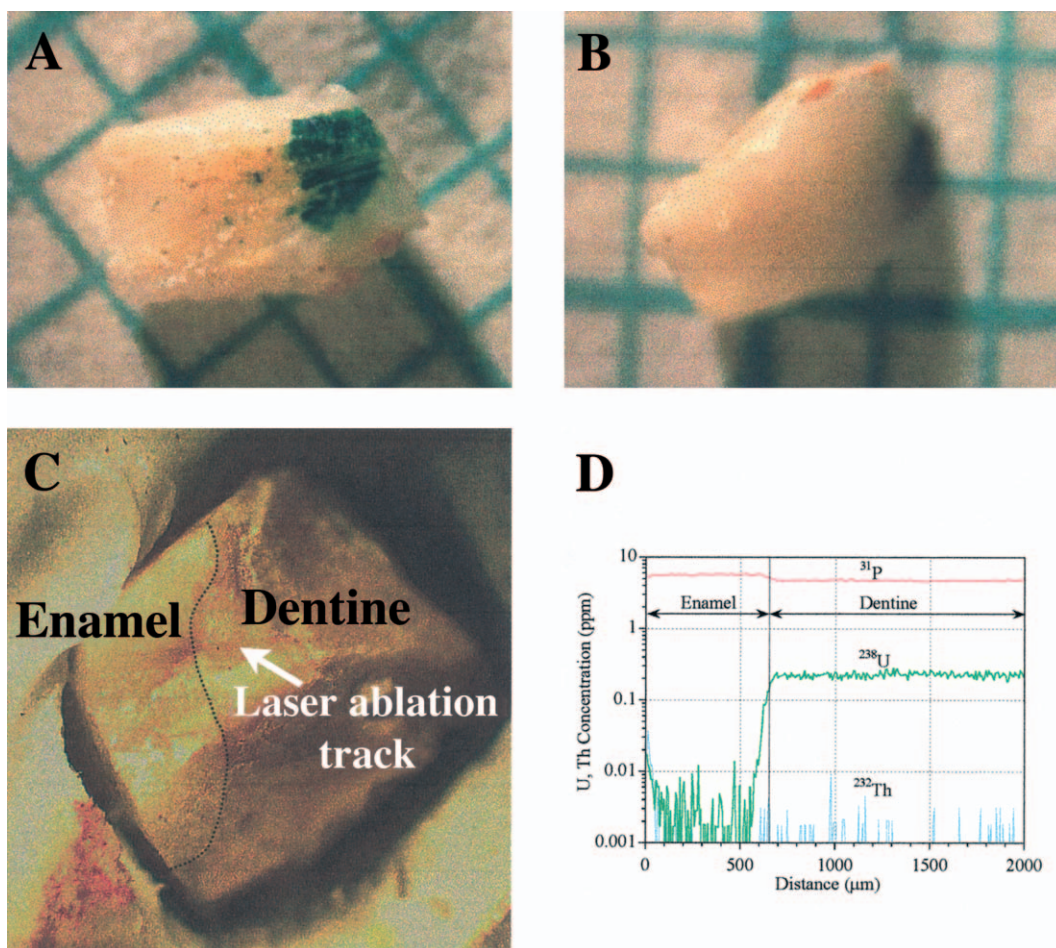 A
B
C
Enamel
Dentine
Laser ablation
track
D
U, Th Concentration (ppm)
10
1
0.1
0.01
0.001
³¹P
Enamel
Dentine
²³⁸U
²³²Th
0
500
1000
1500
2000
Distance (μm)